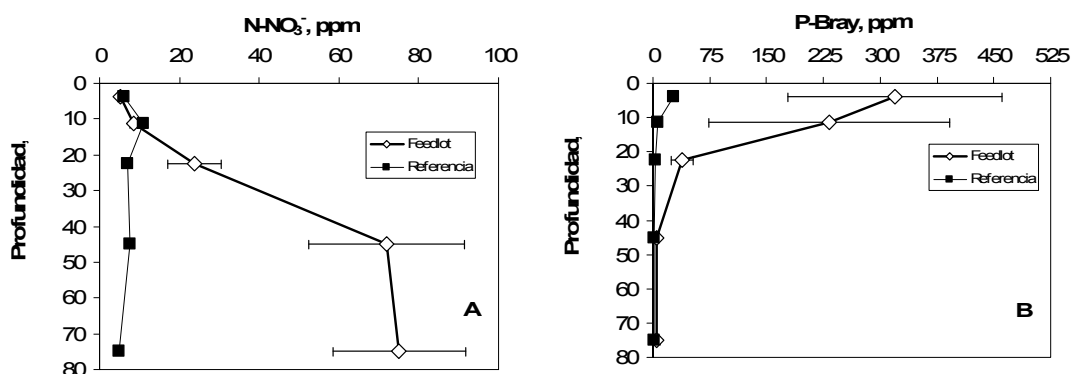 N-NO₃⁻, ppm
0 20 40 60 80 100
0
10
20
30
40
50
60
70
80
Profundidad,
Feedlot
Referencia
A
P-Bray, ppm
0 75 150 225 300 375 450 525
0
10
20
30
40
50
60
70
80
Profundidad,
Feedlot
Referencia
B